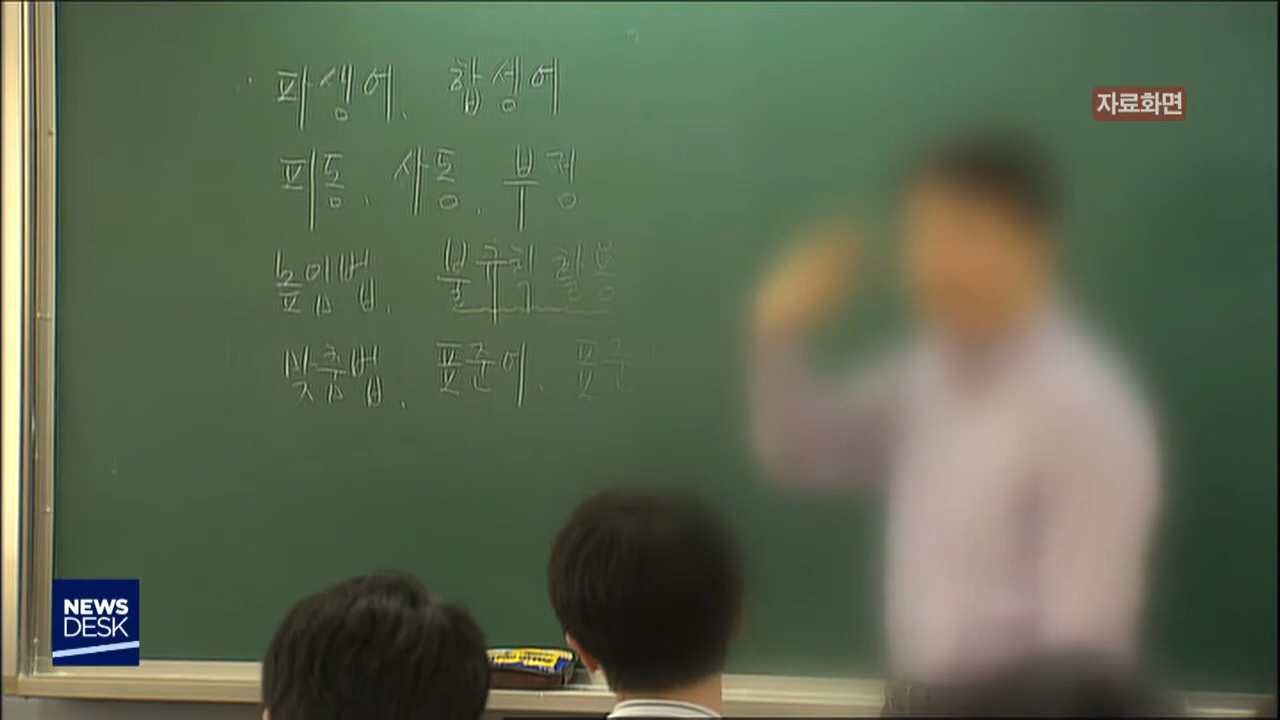 파생어. 합성어
자료화면
피동. 사동. 부정
높임법. 불규칙 활용
맞춤법. 표준어. 표준
NEWS
DESK